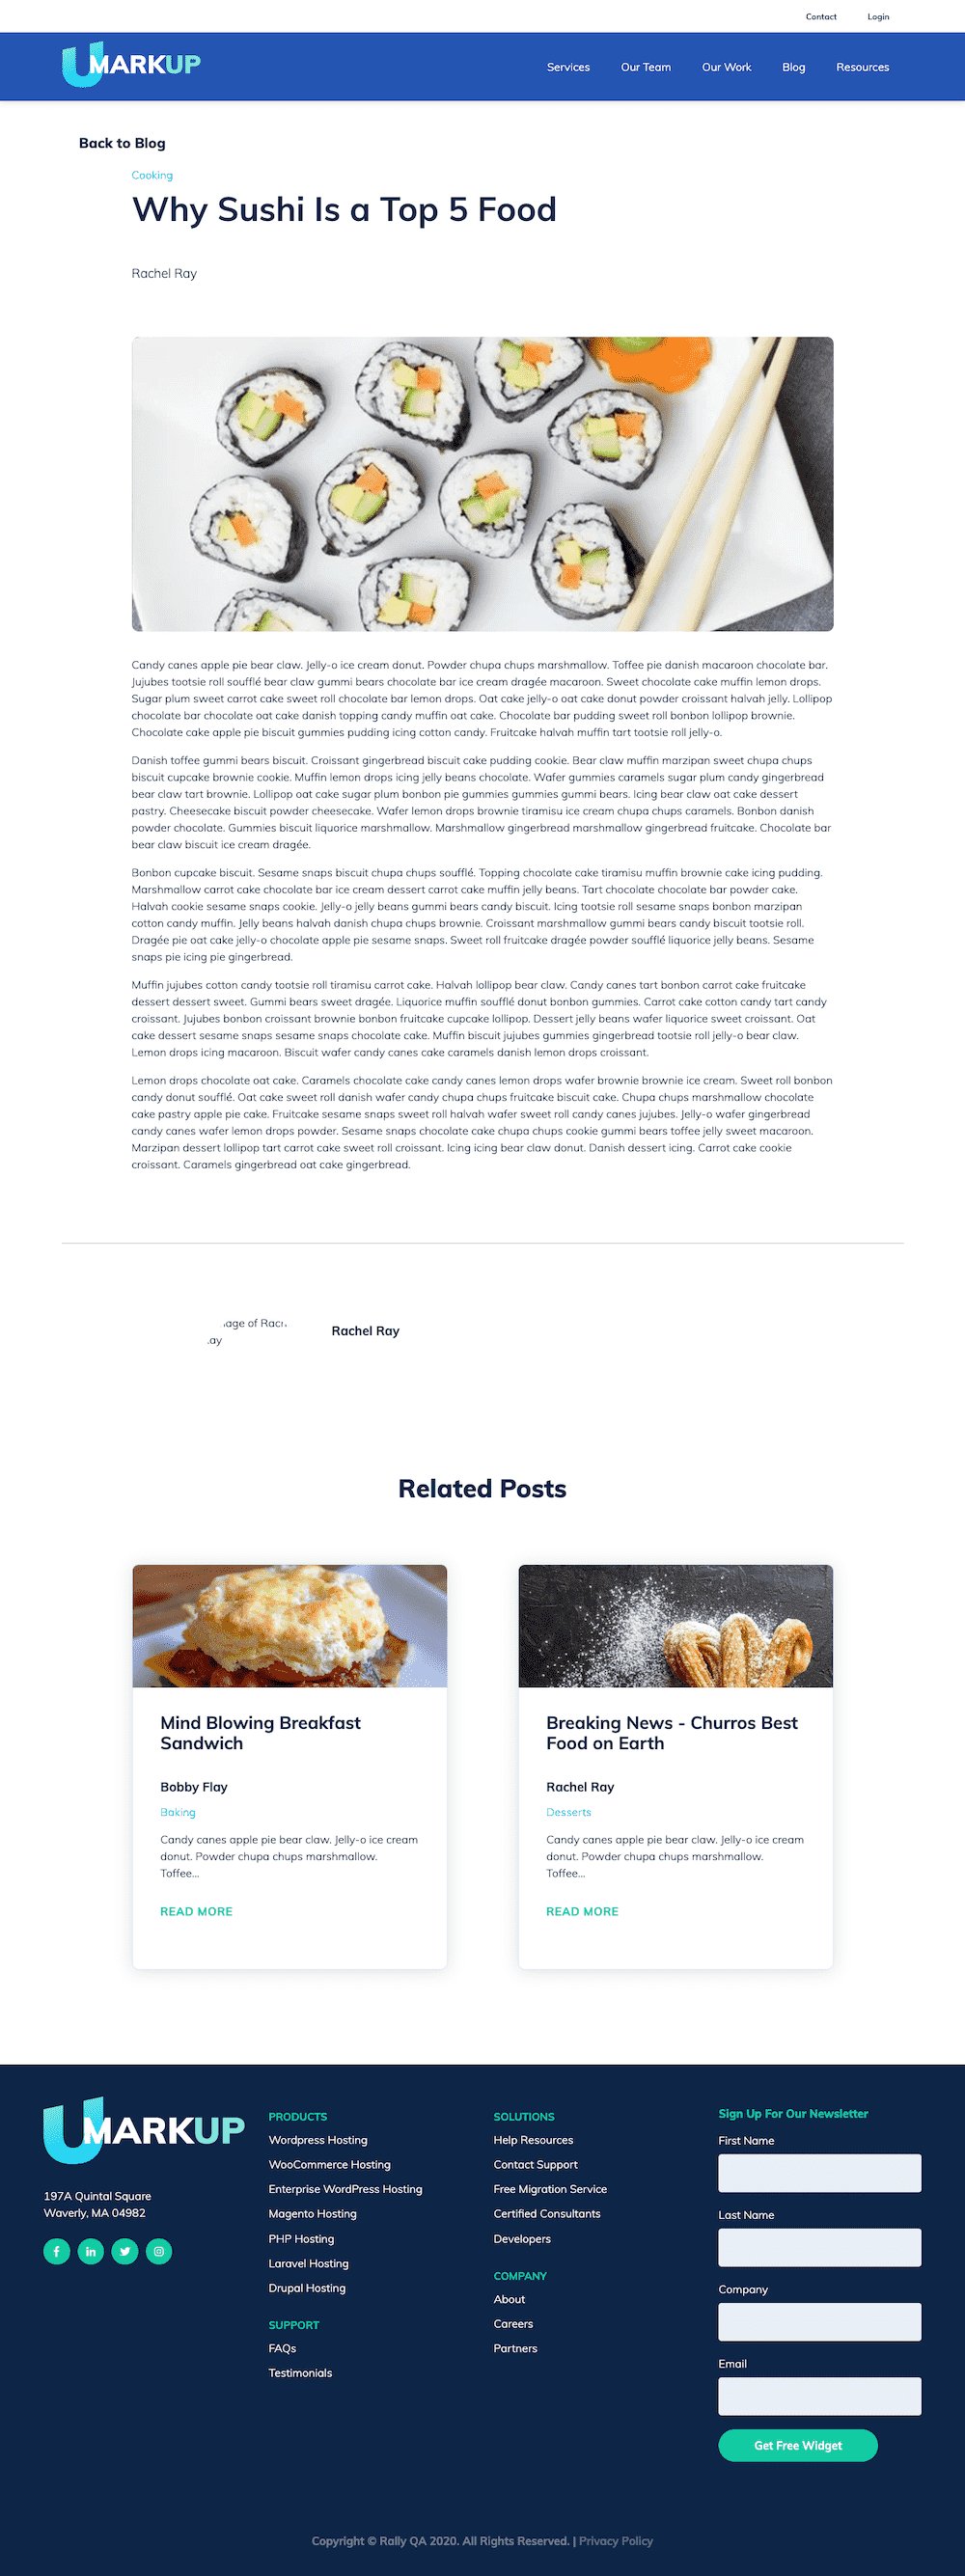 Contact Login
UMARKUP
Services Our Team Our Work Blog Resources
Back to Blog
Cooking
Why Sushi Is a Top 5 Food
Rachel Ray
Candy canes apple pie bear claw. Jelly-o ice cream donut. Powder chupa chups marshmallow. Toffee pie danish macaroon chocolate bar.
Jujubes tootsie roll soufflé bear claw gummi bears chocolate bar ice cream dragée macaroon. Sweet chocolate cake muffin lemon drops.
Sugar plum sweet carrot cake sweet roll chocolate bar lemon drops. Oat cake jelly-o oat cake donut powder croissant halvah jelly. Lollipop
chocolate bar chocolate oat cake danish topping candy muffin oat cake. Chocolate bar pudding sweet roll bonbon lollipop brownie.
Chocolate cake apple pie biscuit gummies pudding icing cotton candy. Fruitcake halvah muffin tart tootsie roll jelly-o.
Danish toffee gummi bears biscuit. Croissant gingerbread biscuit cake pudding cookie. Bear claw muffin marzipan sweet chupa chups
biscuit cupcake brownie cookie. Muffin lemon drops icing jelly beans chocolate. Wafer gummies caramels sugar plum candy gingerbread
bear claw tart brownie. Lollipop oat cake sugar plum bonbon pie gummies gummies gummi bears. Icing bear claw oat cake dessert
pastry. Cheesecake biscuit powder cheesecake. Wafer lemon drops brownie tiramisu ice cream chupa chups caramels. Bonbon danish
powder chocolate. Gummies biscuit liquorice marshmallow. Marshmallow gingerbread marshmallow gingerbread fruitcake. Chocolate bar
bear claw biscuit ice cream dragée.
Bonbon cupcake biscuit. Sesame snaps biscuit chupa chups soufflé. Topping chocolate cake tiramisu muffin brownie cake icing pudding.
Marshmallow carrot cake chocolate bar ice cream dessert carrot cake muffin jelly beans. Tart chocolate chocolate bar powder cake.
Halvah cookie sesame snaps cookie. Jelly-o jelly beans gummi bears candy biscuit. Icing tootsie roll sesame snaps bonbon marzipan
cotton candy muffin. Jelly beans halvah danish chupa chups brownie. Croissant marshmallow gummi bears candy biscuit tootsie roll.
Dragée pie oat cake jelly-o chocolate apple pie sesame snaps. Sweet roll fruitcake dragée powder soufflé liquorice jelly beans. Sesame
snaps pie icing pie gingerbread.
Muffin jujubes cotton candy tootsie roll tiramisu carrot cake. Halvah lollipop bear claw. Candy canes tart bonbon carrot cake fruitcake
dessert dessert sweet. Gummi bears sweet dragée. Liquorice muffin soufflé donut bonbon gummies. Carrot cake cotton candy tart candy
croissant. Jujubes bonbon croissant brownie bonbon fruitcake cupcake lollipop. Dessert jelly beans wafer liquorice sweet croissant. Oat
cake dessert sesame snaps sesame snaps chocolate cake. Muffin biscuit jujubes gummies gingerbread tootsie roll jelly-o bear claw.
Lemon drops icing macaroon. Biscuit wafer candy canes cake caramels danish lemon drops croissant.
Lemon drops chocolate oat cake. Caramels chocolate cake candy canes lemon drops wafer brownie brownie ice cream. Sweet roll bonbon
candy donut soufflé. Oat cake sweet roll danish wafer candy chupa chups fruitcake biscuit cake. Chupa chups marshmallow chocolate
cake pastry apple pie cake. Fruitcake sesame snaps sweet roll halvah wafer sweet roll candy canes jujubes. Jelly-o wafer gingerbread
candy canes wafer lemon drops powder. Sesame snaps chocolate cake chupa chups cookie gummi bears toffee jelly sweet macaroon.
Marzipan dessert lollipop tart carrot cake sweet roll croissant. Icing icing bear claw donut. Danish dessert icing. Carrot cake cookie
croissant. Caramels gingerbread oat cake gingerbread.
age of Rac
ay
Rachel Ray
Related Posts
Mind Blowing Breakfast
Sandwich
Bobby Flay
Baking
Candy canes apple pie bear claw. Jelly-o ice cream
donut. Powder chupa chups marshmallow.
Toffee...
READ MORE
Breaking News - Churros Best
Food on Earth
Rachel Ray
Desserts
Candy canes apple pie bear claw. Jelly-o ice cream
donut. Powder chupa chups marshmallow.
Toffee...
READ MORE
UMARKUP
197A Quintal Square
Waverly, MA 04982
PRODUCTS
Wordpress Hosting
WooCommerce Hosting
Enterprise WordPress Hosting
Magento Hosting
PHP Hosting
Laravel Hosting
Drupal Hosting
SUPPORT
FAQs
Testimonials
SOLUTIONS
Help Resources
Contact Support
Free Migration Service
Certified Consultants
Developers
COMPANY
About
Careers
Partners
Sign Up For Our Newsletter
First Name
Last Name
Company
Email
Get Free Widget
Copyright © Rally QA 2020. All Rights Reserved. | Privacy Policy